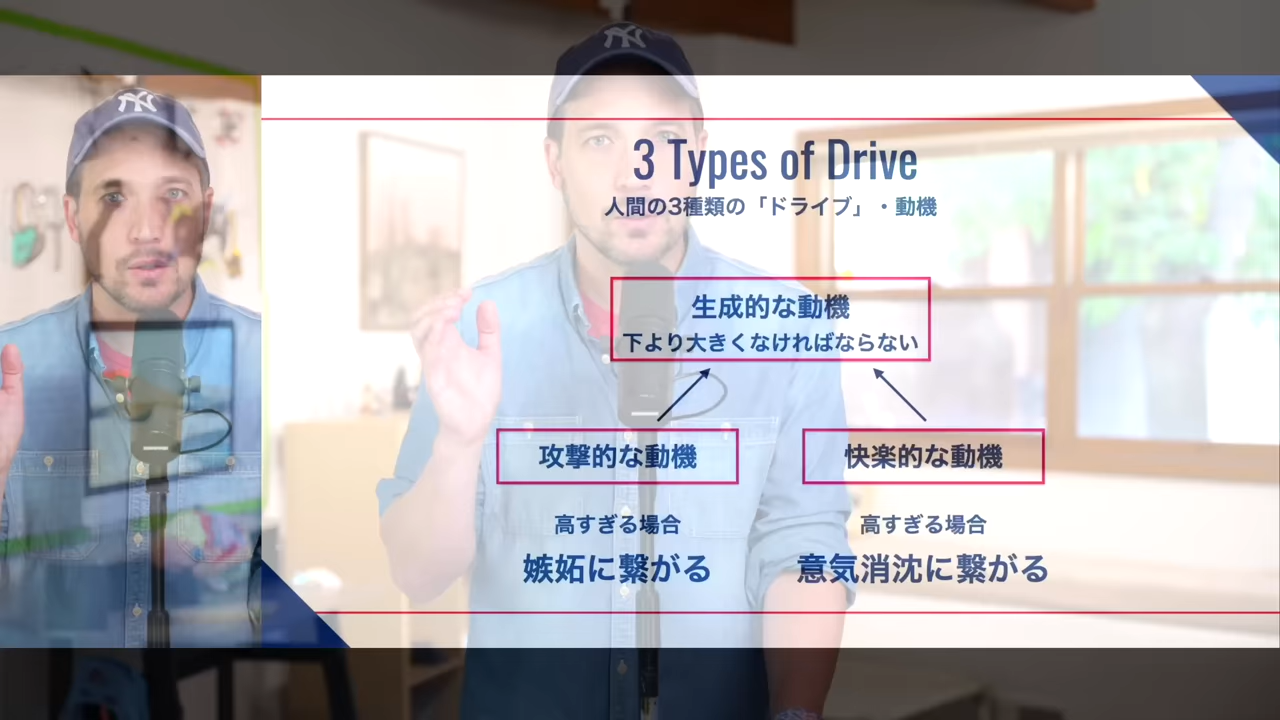 3 Types of Drive
人間の3種類の「ドライブ」・動機
生成的な動機
下より大きくなければならない
攻撃的な動機
快楽的な動機
高すぎる場合
高すぎる場合
嫉妬に繋がる
意気消沈に繋がる
NY
NY